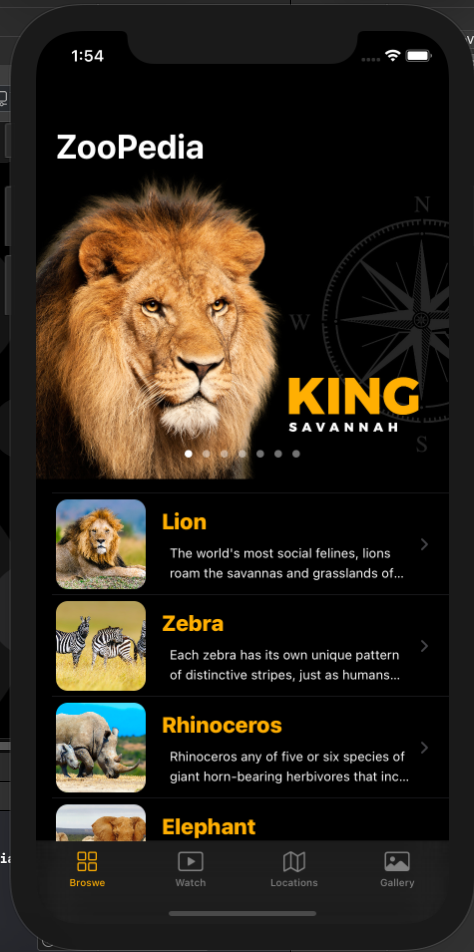 1:54
ZooPedia
N
W
KING
SAVANNAH
S
Lion
The world's most social felines, lions
roam the savannas and grasslands of...
Zebra
Each zebra has its own unique pattern
of distinctive stripes, just as humans...
Rhinoceros
Rhinoceros any of five or six species of
giant horn-bearing herbivores that inc...
Elephant
Broswe
Watch
Locations
Gallery